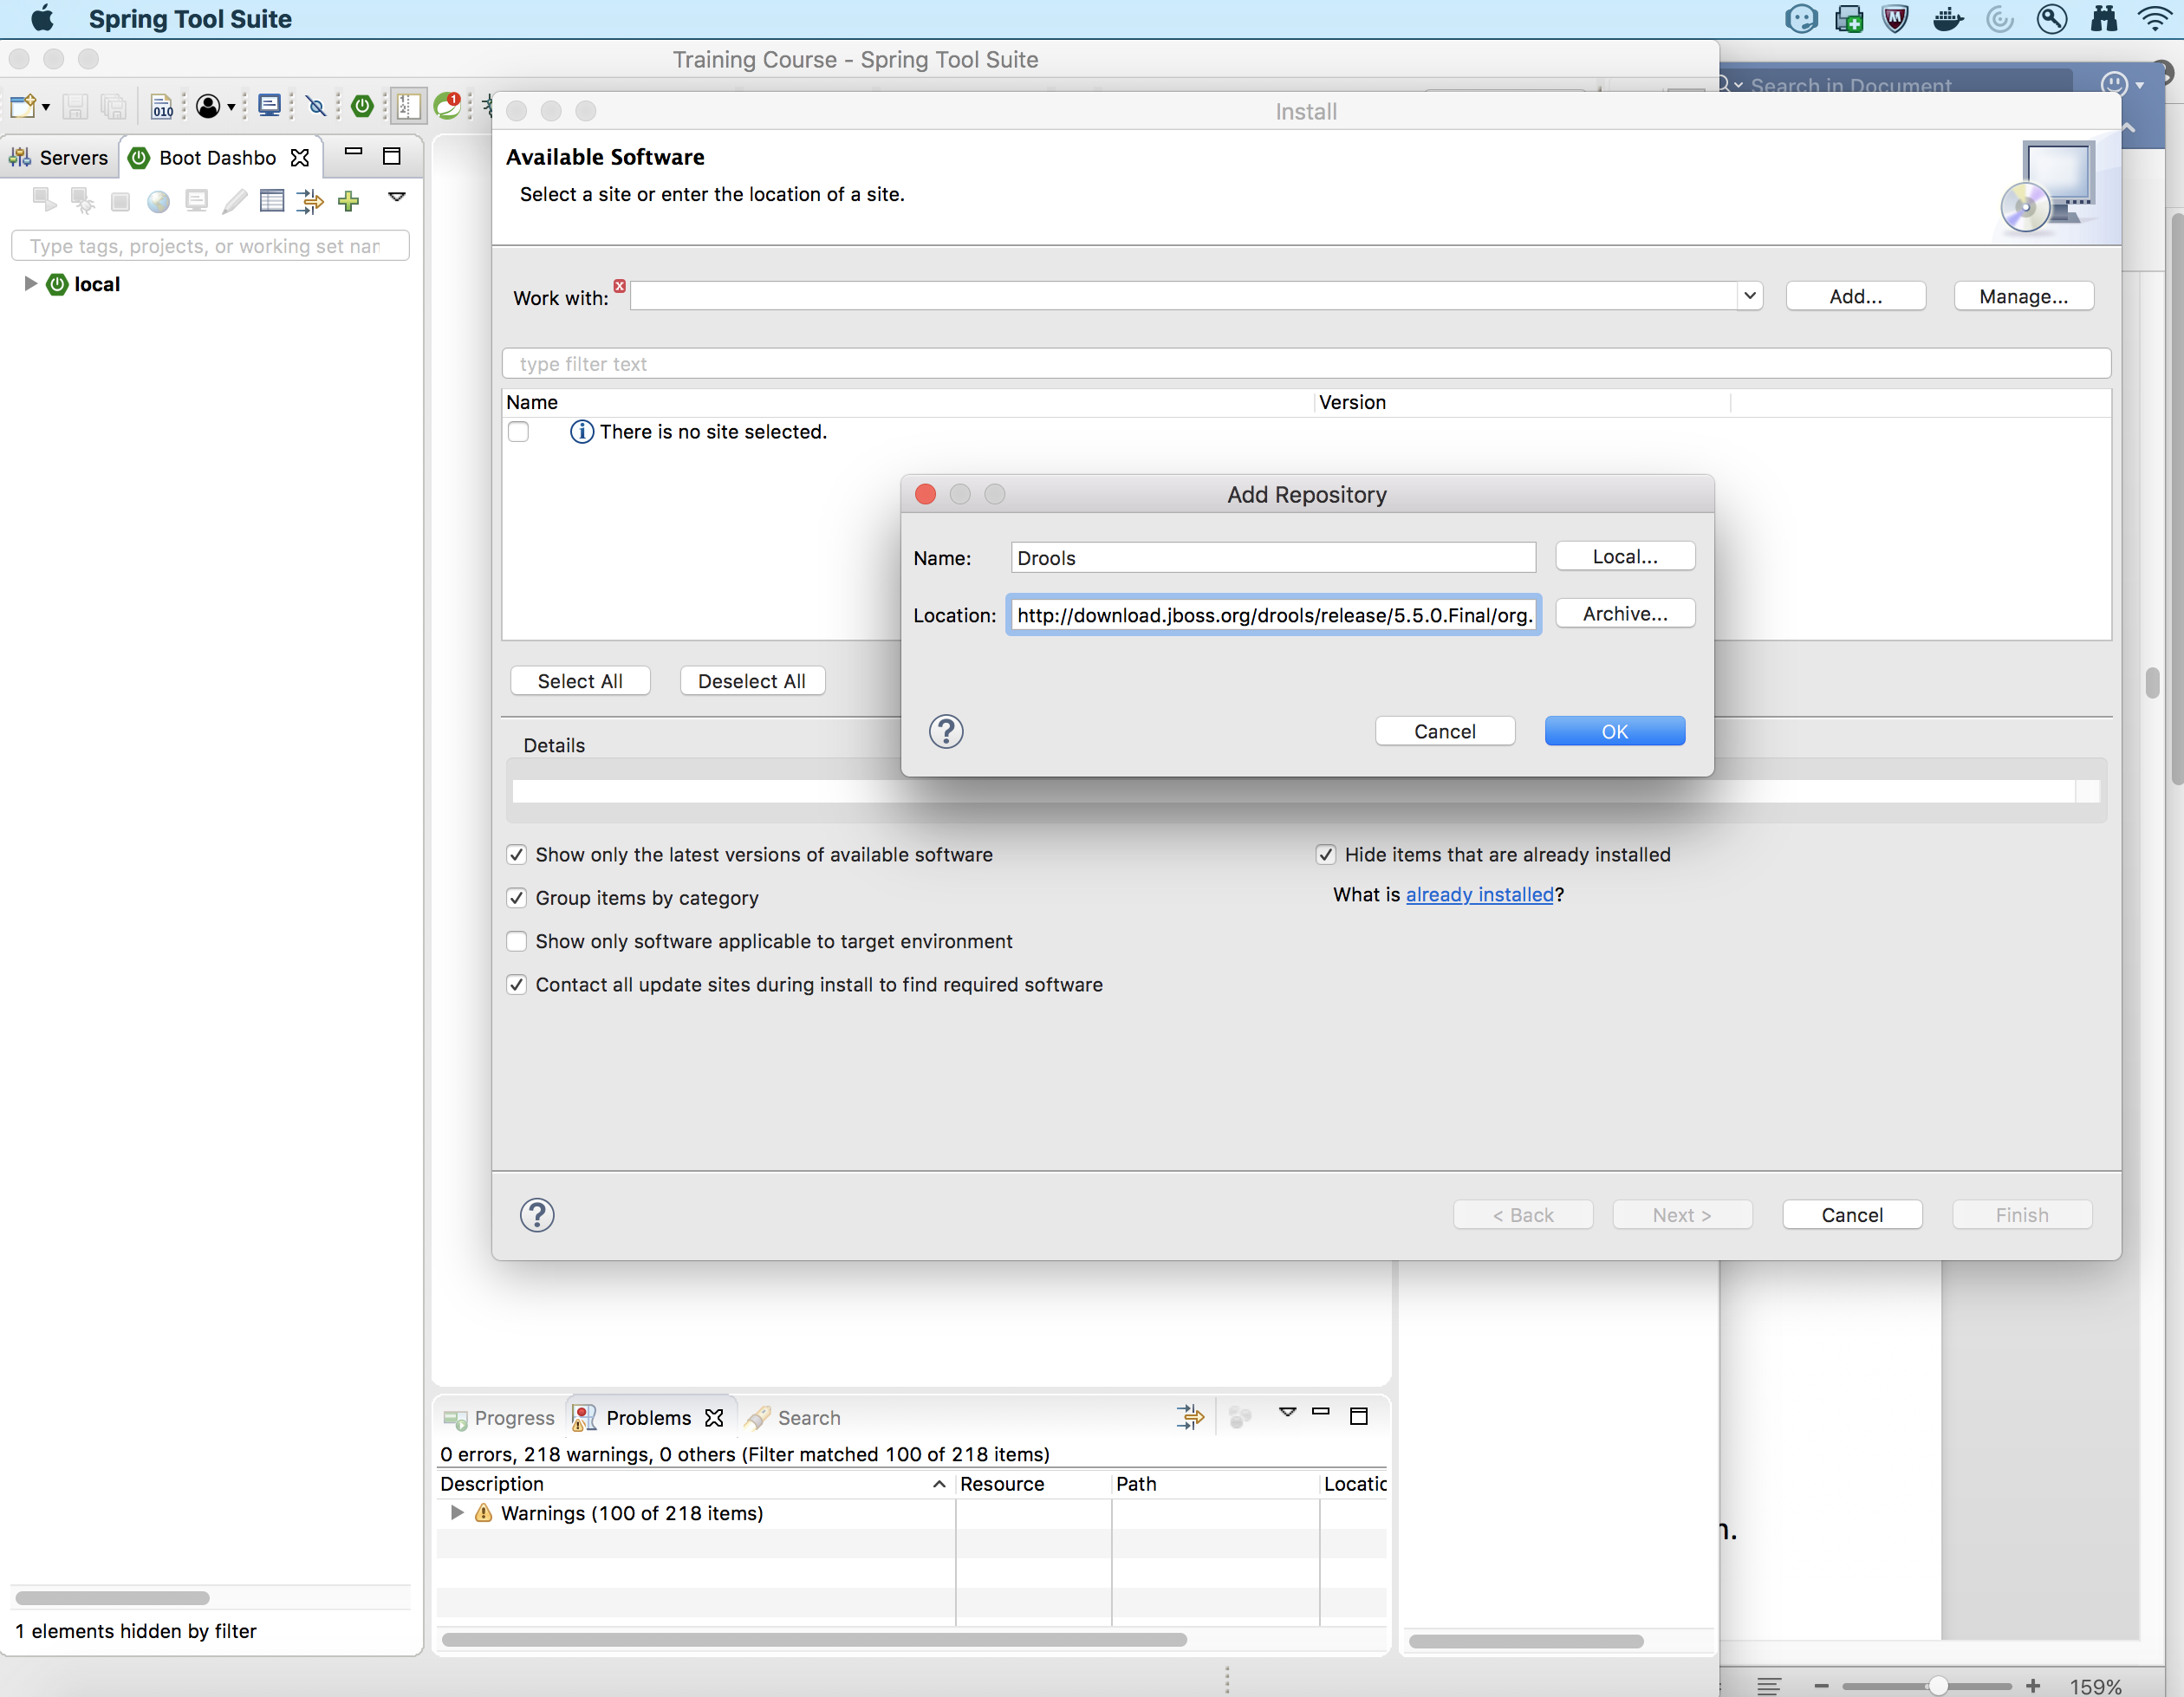 Spring Tool Suite
Training Course - Spring Tool Suite
Search in Document
010
1
2
1
Install
Servers
Boot Dashbo
Available Software
Select a site or enter the location of a site.
Type tags, projects, or working set nar
local
Work with:
Add...
Manage...
type filter text
Name
Version
There is no site selected.
Add Repository
Name:
Drools
Local...
Location:
http://download.jboss.org/drools/release/5.5.0.Final/org.
Archive...
Select All
Deselect All
Cancel
OK
Details
Show only the latest versions of available software
Hide items that are already installed
Group items by category
What is already installed?
Show only software applicable to target environment
Contact all update sites during install to find required software
< Back
Next >
Cancel
Finish
Progress
Problems
Search
0 errors, 218 warnings, 0 others (Filter matched 100 of 218 items)
Description
Resource
Path
Locatic
Warnings (100 of 218 items)
n.
1 elements hidden by filter
159%